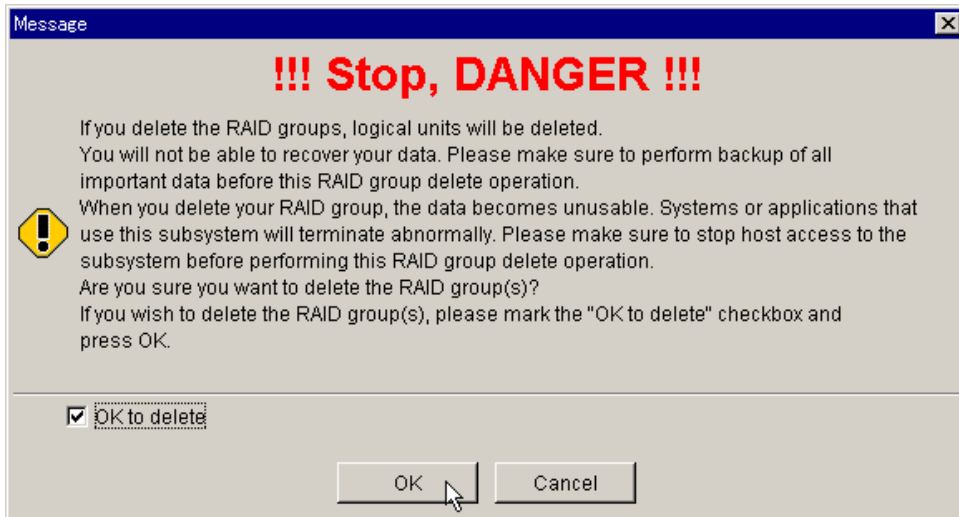 Message
!!! Stop, DANGER !!!
If you delete the RAID groups, logical units will be deleted.
You will not be able to recover your data. Please make sure to perform backup of all
important data before this RAID group delete operation.
When you delete your RAID group, the data becomes unusable. Systems or applications that
use this subsystem will terminate abnormally. Please make sure to stop host access to the
subsystem before performing this RAID group delete operation.
Are you sure you want to delete the RAID group(s)?
If you wish to delete the RAID group(s), please mark the "OK to delete" checkbox and
press OK.
OK to delete
OK Cancel